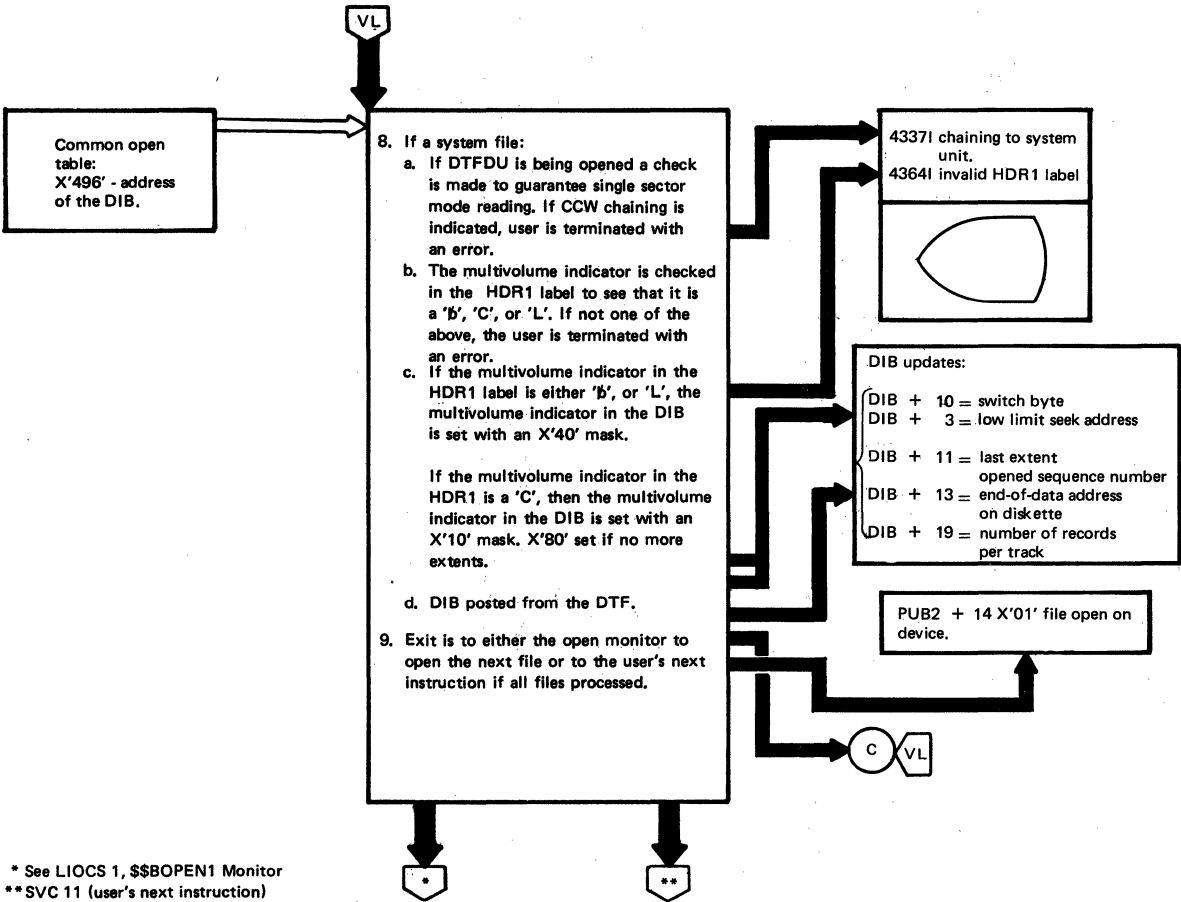 VL
Common open
table:
X'496' - address
of the DIB.
8. If a system file:
a. If DTFDU is being opened a check
is made to guarantee single sector
mode reading. If CCW chaining is
indicated, user is terminated with
an error.
b. The multivolume indicator is checked
in the HDR1 label to see that it is
a 'b̸', 'C', or 'L'. If not one of the
above, the user is terminated with
an error.
c. If the multivolume indicator in the
HDR1 label is either 'b̸', or 'L', the
multivolume indicator in the DIB
is set with an X'40' mask.
If the multivolume indicator in the
HDR1 is a 'C', then the multivolume
indicator in the DIB is set with an
X'10' mask. X'80' set if no more
extents.
d. DIB posted from the DTF.
9. Exit is to either the open monitor to
open the next file or to the user's next
instruction if all files processed.
4337I chaining to system
unit.
4364I invalid HDR1 label
DIB updates:
DIB + 10 = switch byte
DIB + 3 = low limit seek address
DIB + 11 = last extent
opened sequence number
DIB + 13 = end-of-data address
on diskette
DIB + 19 = number of records
per track
PUB2 + 14 X'01' file open on
device.
C VL
* **
* See LIOCS 1, $$BOPEN1 Monitor
** SVC 11 (user's next instruction)